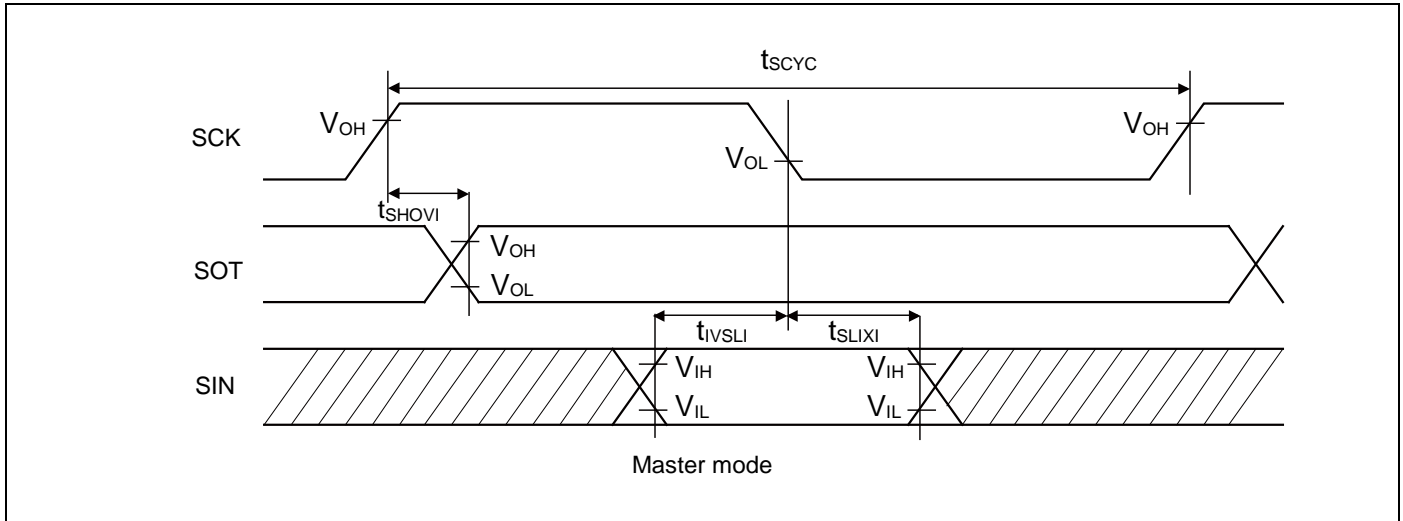 tSCYC
SCK
VOH
VOL
VOH
tSHOVI
SOT
VOH
VOL
tIVSLI
tSLIXI
SIN
VIH
VIL
VIH
VIL
Master mode